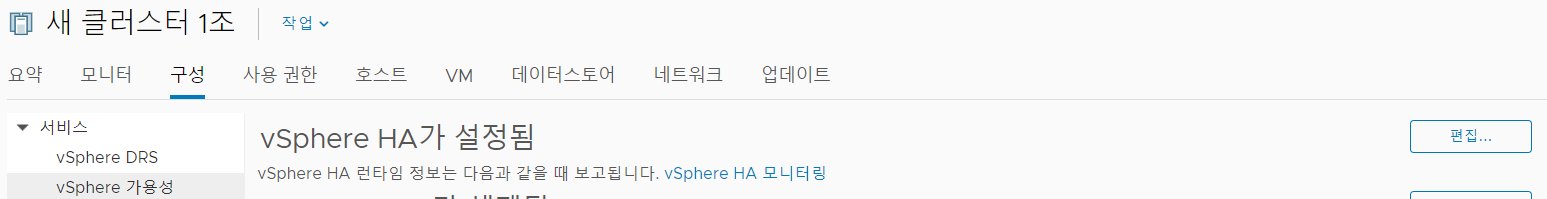 새 클러스터 1조
작업
요약 모니터 구성 사용 권한 호스트 VM 데이터스토어 네트워크 업데이트
서비스
vSphere DRS
vSphere 가용성
vSphere HA가 설정됨
편집...
vSphere HA 런타임 정보는 다음과 같을 때 보고됩니다. vSphere HA 모니터링